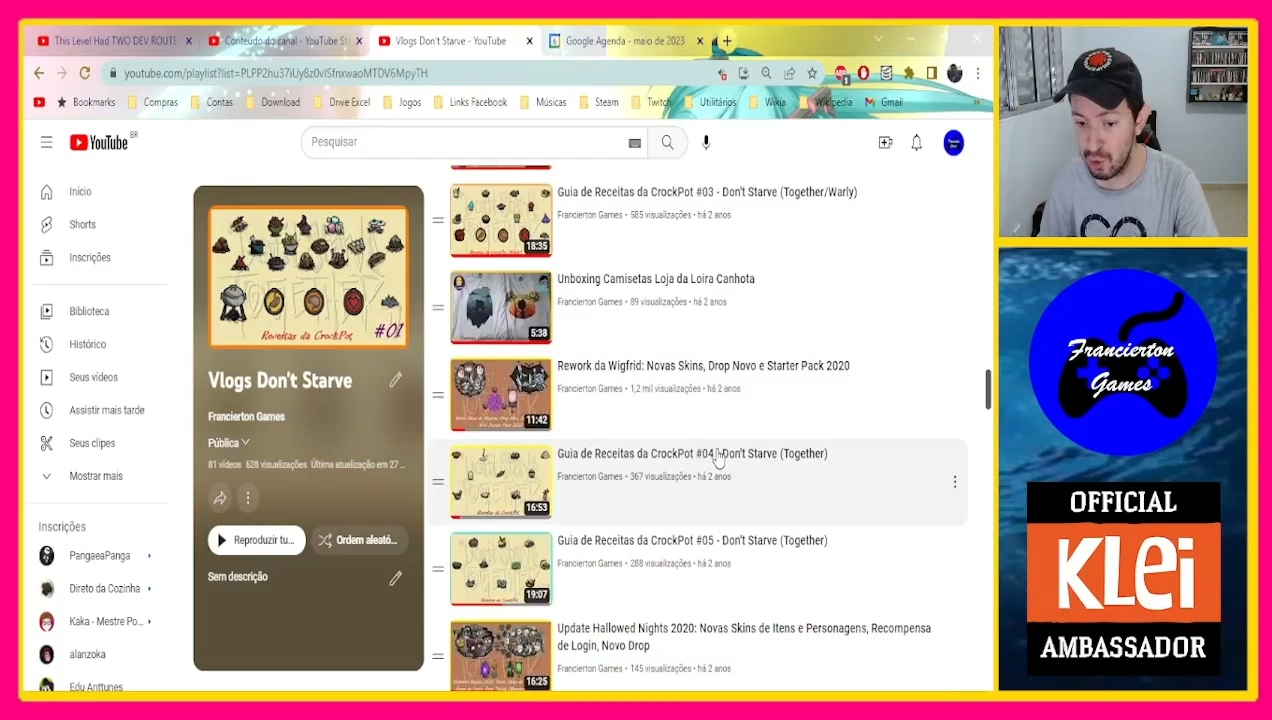 This Level Had TWO DEV ROUTE
Conteúdo do canal - YouTube St
Vlogs Don't Starve - YouTube
Google Agenda - maio de 2023
youtube.com/playlist?list=PLPP2hu37iUy8z0vlSfnxwaoMTDV6MpyTH
Bookmarks
Compras
Contas
Download
Drive Excel
Jogos
Links Facebook
Músicas
Steam
Twitch
Utilitários
Wikia
Wikipedia
Gmail
YouTube BR
Pesquisar
Início
Shorts
Inscrições
Biblioteca
Histórico
Seus vídeos
Assistir mais tarde
Seus clipes
Mostrar mais
Inscrições
PangaeaPanga
Direto da Cozinha
Kaka - Mestre Po...
alanzoka
Edu Anttunes
Receitas da CrockPot
#01
Vlogs Don't Starve
Francierton Games
Pública
81 vídeos 628 visualizações Última atualização em 27 ...
Reproduzir tu...
Ordem aleató...
Sem descrição
18:35
Guia de Receitas da CrockPot #03 - Don't Starve (Together/Warly)
Francierton Games • 585 visualizações • há 2 anos
5:38
Unboxing Camisetas Loja da Loira Canhota
Francierton Games • 89 visualizações • há 2 anos
11:42
Rework da Wigfrid: Novas Skins, Drop Novo e Starter Pack 2020
Francierton Games • 1,2 mil visualizações • há 2 anos
16:53
Guia de Receitas da CrockPot #04 - Don't Starve (Together)
Francierton Games • 367 visualizações • há 2 anos
19:07
Guia de Receitas da CrockPot #05 - Don't Starve (Together)
Francierton Games • 288 visualizações • há 2 anos
16:25
Update Hallowed Nights 2020: Novas Skins de Itens e Personagens, Recompensa
de Login, Novo Drop
Francierton Games • 145 visualizações • há 2 anos
Francierton
Games
OFFICIAL
KLei
AMBASSADOR